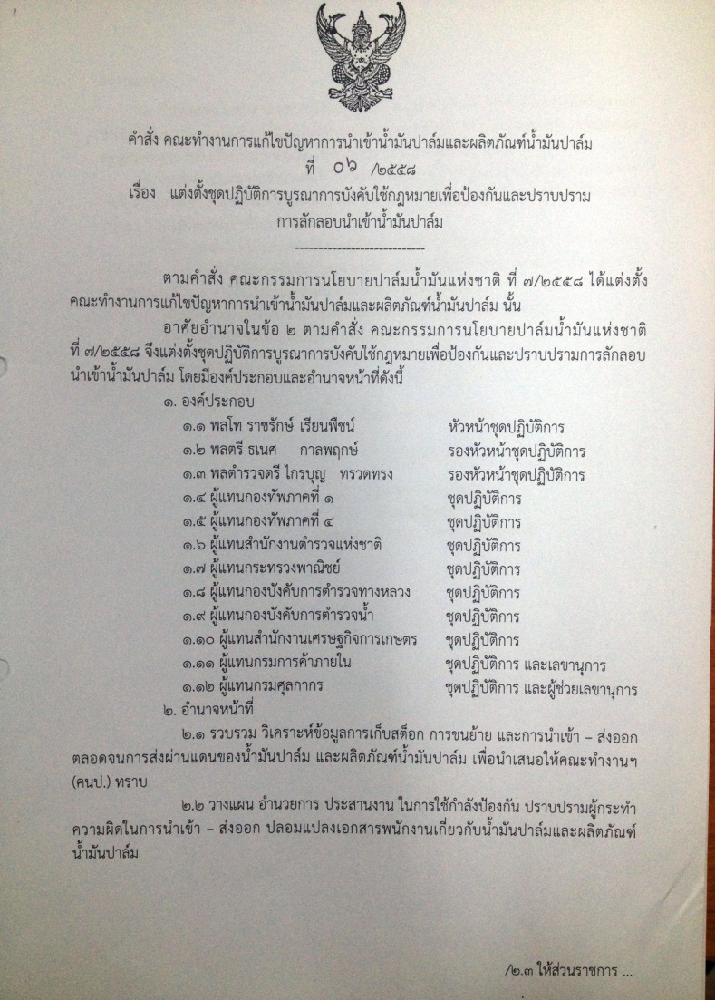 คำสั่ง คณะทำงานการแก้ไขปัญหาการนำเข้าน้ำมันปาล์มและผลิตภัณฑ์น้ำมันปาล์ม
ที่ ๐๖ /๒๕๕๘
เรื่อง แต่งตั้งชุดปฏิบัติการบูรณาการบังคับใช้กฎหมายเพื่อป้องกันและปราบปราม
การลักลอบนำเข้าน้ำมันปาล์ม
---------------------------
ตามคำสั่ง คณะกรรมการนโยบายปาล์มน้ำมันแห่งชาติ ที่ ๗/๒๕๕๘ ได้แต่งตั้ง
คณะทำงานการแก้ไขปัญหาการนำเข้าน้ำมันปาล์มและผลิตภัณฑ์น้ำมันปาล์ม นั้น
อาศัยอำนาจในข้อ ๒ ตามคำสั่ง คณะกรรมการนโยบายปาล์มน้ำมันแห่งชาติ
ที่ ๗/๒๕๕๘ จึงแต่งตั้งชุดปฏิบัติการบูรณาการบังคับใช้กฎหมายเพื่อป้องกันและปราบปรามการลักลอบ
นำเข้าน้ำมันปาล์ม โดยมีองค์ประกอบและอำนาจหน้าที่ดังนี้
๑. องค์ประกอบ
๑.๑ พลโท ราชรักษ์ เรียนพืชน์ หัวหน้าชุดปฏิบัติการ
๑.๒ พลตรี ธเนศ กาลพฤกษ์ รองหัวหน้าชุดปฏิบัติการ
๑.๓ พลตำรวจตรี ไกรบุญ ทรวดทรง รองหัวหน้าชุดปฏิบัติการ
๑.๔ ผู้แทนกองทัพภาคที่ ๑ ชุดปฏิบัติการ
๑.๕ ผู้แทนกองทัพภาคที่ ๔ ชุดปฏิบัติการ
๑.๖ ผู้แทนสำนักงานตำรวจแห่งชาติ ชุดปฏิบัติการ
๑.๗ ผู้แทนกระทรวงพาณิชย์ ชุดปฏิบัติการ
๑.๘ ผู้แทนกองบังคับการตำรวจทางหลวง ชุดปฏิบัติการ
๑.๙ ผู้แทนกองบังคับการตำรวจน้ำ ชุดปฏิบัติการ
๑.๑๐ ผู้แทนสำนักงานเศรษฐกิจการเกษตร ชุดปฏิบัติการ
๑.๑๑ ผู้แทนกรมการค้าภายใน ชุดปฏิบัติการ และเลขานุการ
๑.๑๒ ผู้แทนกรมศุลกากร ชุดปฏิบัติการ และผู้ช่วยเลขานุการ
๒. อำนาจหน้าที่
๒.๑ รวบรวม วิเคราะห์ข้อมูลการเก็บสต็อก การขนย้าย และการนำเข้า – ส่งออก
ตลอดจนการส่งผ่านแดนของน้ำมันปาล์ม และผลิตภัณฑ์น้ำมันปาล์ม เพื่อนำเสนอให้คณะทำงานฯ
(คนป.) ทราบ
๒.๒ วางแผน อำนวยการ ประสานงาน ในการใช้กำลังป้องกัน ปราบปรามผู้กระทำ
ความผิดในการนำเข้า – ส่งออก ปลอมแปลงเอกสารพนักงานเกี่ยวกับน้ำมันปาล์มและผลิตภัณฑ์
น้ำมันปาล์ม
/๒.๓ ให้ส่วนราชการ ...